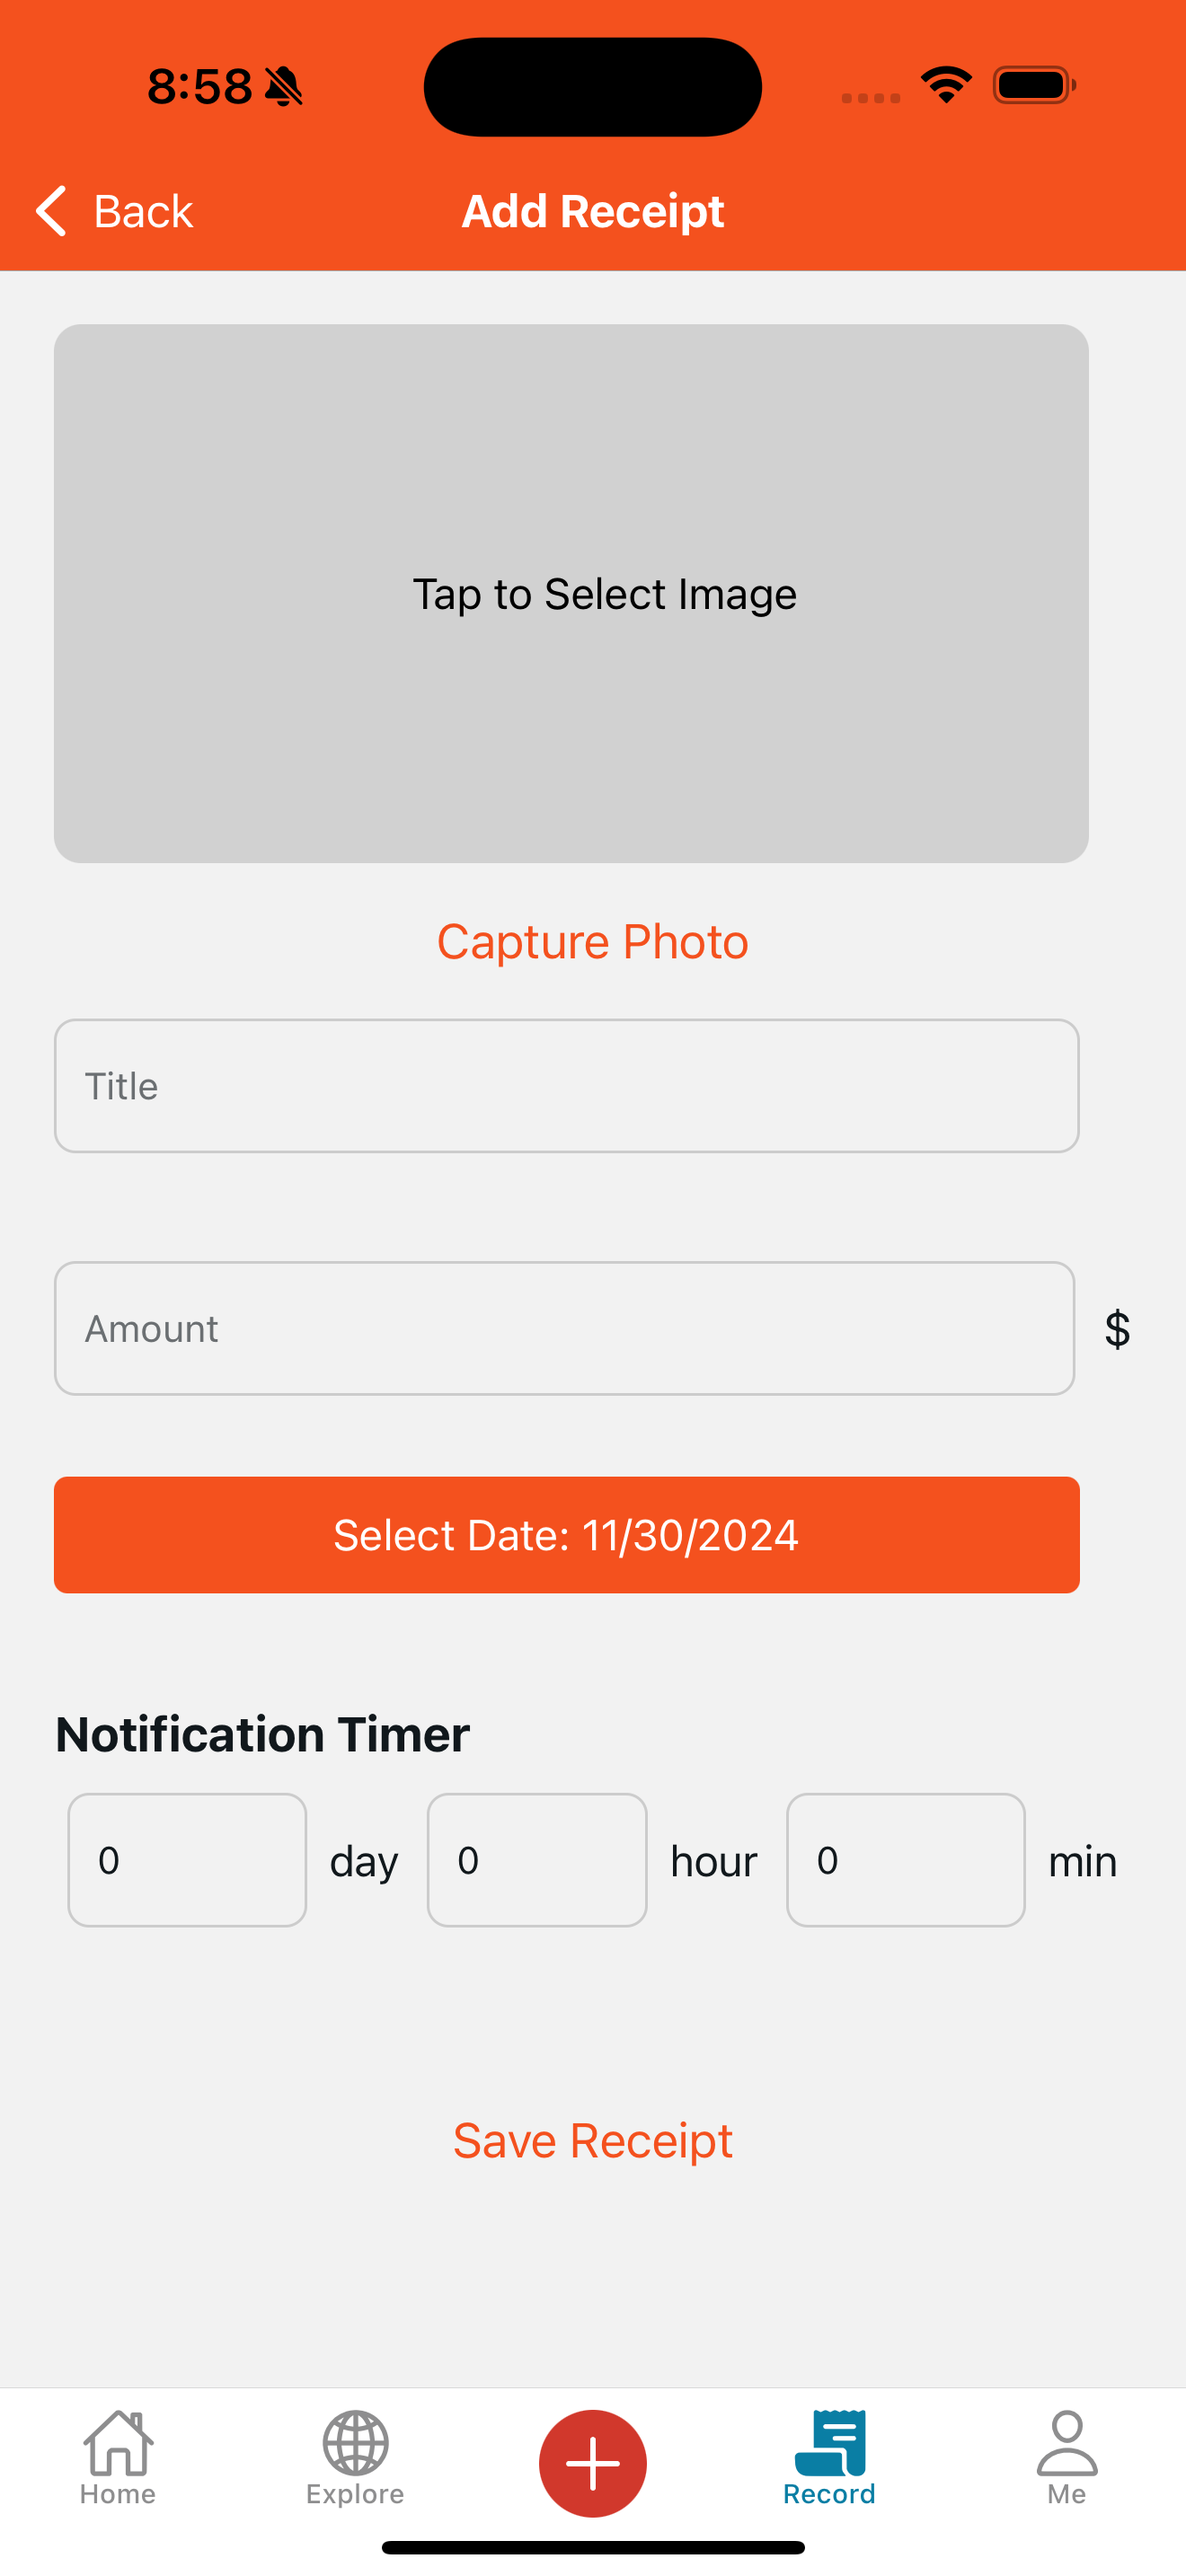 8:58
Back Add Receipt
Tap to Select Image
Capture Photo
Title
Amount $
Select Date: 11/30/2024
Notification Timer
0 day 0 hour 0 min
Save Receipt
Home Explore Record Me